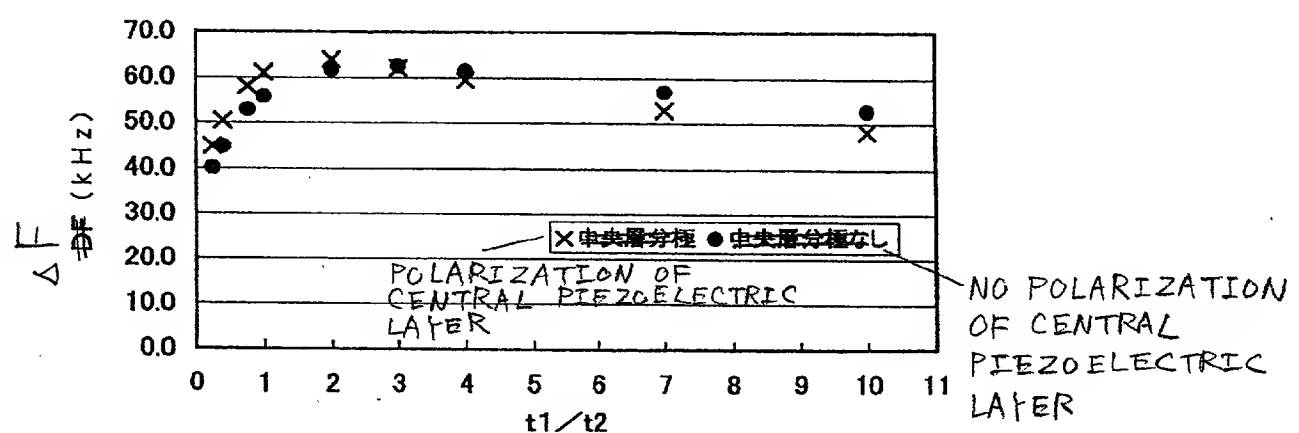 70.0
60.0
50.0
40.0
30.0
20.0
10.0
0.0
ΔF
DF (kHz)
× 中央層分極 ● 中央層分極なし
POLARIZATION OF
CENTRAL PIEZOELECTRIC
LAYER
NO POLARIZATION
OF CENTRAL
PIEZOELECTRIC
LAYER
0 1 2 3 4 5 6 7 8 9 10 11
t1/t2